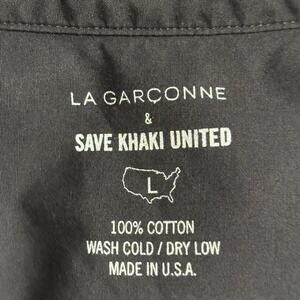 LA GARÇONNE
&
SAVE KHAKI UNITED
L
100% COTTON
WASH COLD / DRY LOW
MADE IN U.S.A.